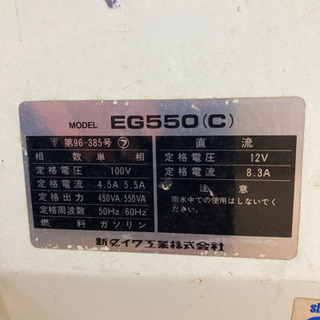 MODEL EG550(C)
〒 第96-385号 フ
相数 単相
定格電圧 100V
定格電流 4.5A/5.5A
定格出力 450VA/550VA
定格周波数 50Hz/60Hz
燃料 ガソリン
直流
定格電圧 12V
定格電流 8.3A
注意
雨水中での使用はしないでく
ださい。
新ダイワ工業株式会社